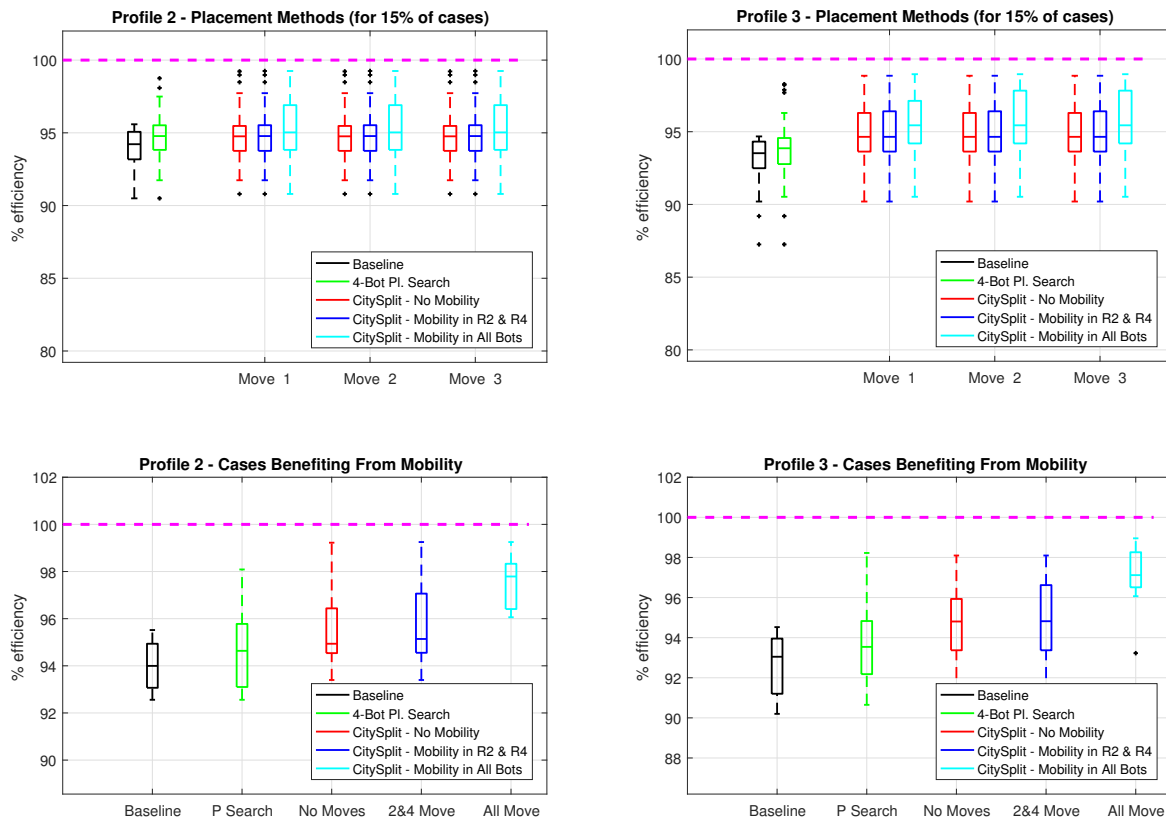 Profile 2 - Placement Methods (for 15% of cases)
100
95
90
85
80
% efficiency
Baseline
4-Bot Pl. Search
CitySplit - No Mobility
CitySplit - Mobility in R2 & R4
CitySplit - Mobility in All Bots
Move 1
Move 2
Move 3
Profile 3 - Placement Methods (for 15% of cases)
100
95
90
85
80
% efficiency
Baseline
4-Bot Pl. Search
CitySplit - No Mobility
CitySplit - Mobility in R2 & R4
CitySplit - Mobility in All Bots
Move 1
Move 2
Move 3
Profile 2 - Cases Benefiting From Mobility
102
100
98
96
94
92
90
% efficiency
Baseline
4-Bot Pl. Search
CitySplit - No Mobility
CitySplit - Mobility in R2 & R4
CitySplit - Mobility in All Bots
Baseline
P Search
No Moves
2&4 Move
All Move
Profile 3 - Cases Benefiting From Mobility
102
100
98
96
94
92
90
88
% efficiency
Baseline
4-Bot Pl. Search
CitySplit - No Mobility
CitySplit - Mobility in R2 & R4
CitySplit - Mobility in All Bots
Baseline
P Search
No Moves
2&4 Move
All Move